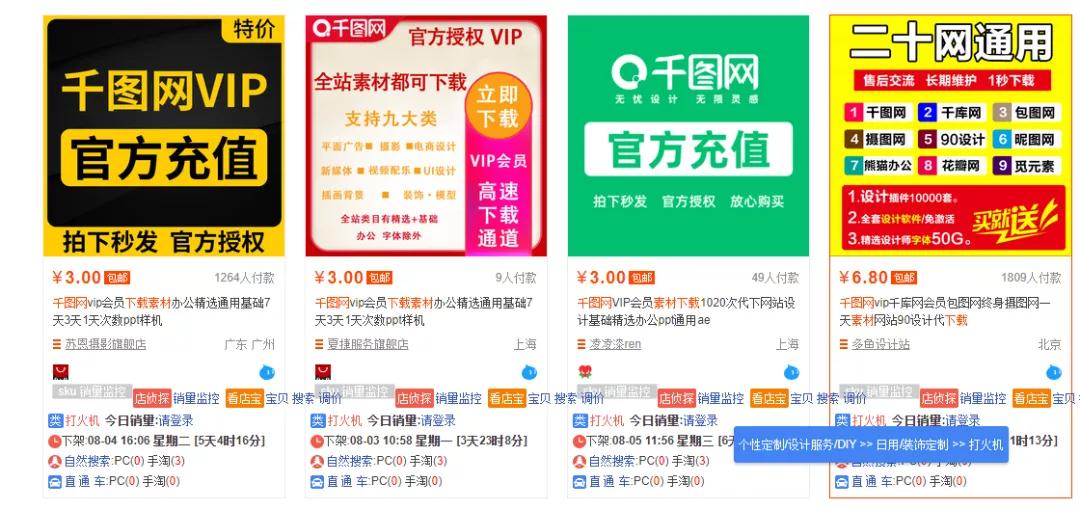 特价
千图网VIP
官方充值
拍下秒发 官方授权
¥3.00 包邮 1264人付款
千图网vip会员下载素材办公精选通用基础7
天3天1天次数ppt样机
苏恩摄影旗舰店 广东 广州
sku 销量监控
店侦探 销量监控 看店宝 宝贝 搜索 调价
类 打火机 今日销量:请登录
下架:08-04 16:06 星期二 [5天4时16分]
自然搜索:PC(0) 手淘(3)
直 通 车:PC(0) 手淘(0)
千图网
官方授权 VIP
全站素材都可下载
支持九大类
平面广告 摄影 电商设计
新媒体 视频配乐 UI设计
插画背景 装饰·模型
全站类目有精选+基础
办公 字体除外
立即
下载
VIP会员
高速
下载
通道
¥3.00 包邮 9人付款
千图网vip会员下载素材办公精选通用基础7
天3天1天次数ppt样机
夏捷服务旗舰店 上海
sku 销量监控
店侦探 销量监控 看店宝 宝贝 搜索 调价
类 打火机 今日销量:请登录
下架:08-03 10:58 星期一 [3天23时8分]
自然搜索:PC(0) 手淘(3)
直 通 车:PC(0) 手淘(0)
千图网
无忧设计 无限灵感
官方充值
拍下秒发 官方授权 放心购买
¥3.00 包邮 49人付款
千图网VIP会员素材下载1020次代下网站设
计基础精选办公ppt通用ae
凌凌漆ren 上海
sku 销量监控
店侦探 销量监控 看店宝 宝贝 搜索 调价
类 打火机 今日销量:请登录
下架:08-05 11:56 星期三 [6
自然搜索:PC(0) 手淘(3)
直 通 车:PC(0) 手淘(0)
二十网通用
售后交流 长期维护 1秒下载
1 千图网 2 千库网 3 包图网
4 摄图网 5 90设计 6 昵图网
7 熊猫办公 8 花瓣网 9 觅元素
1.设计插件10000套。
2.全套设计软件/免激活
3.精选设计师字体50G。
买就送
¥6.80 包邮 1809人付款
千图网vip千库网会员包图网终身摄图网一
天素材网站90设计代下载
多鱼设计站 北京
sku 销量监控
店侦探 销量监控 看店宝 宝贝
类 打火机 今日销量:请登录
个性定制/设计服务/DIY >> 日用/装饰定制 >> 打火机
1时13分]
自然搜索:PC(0) 手淘(0)
直 通 车:PC(0) 手淘(0)